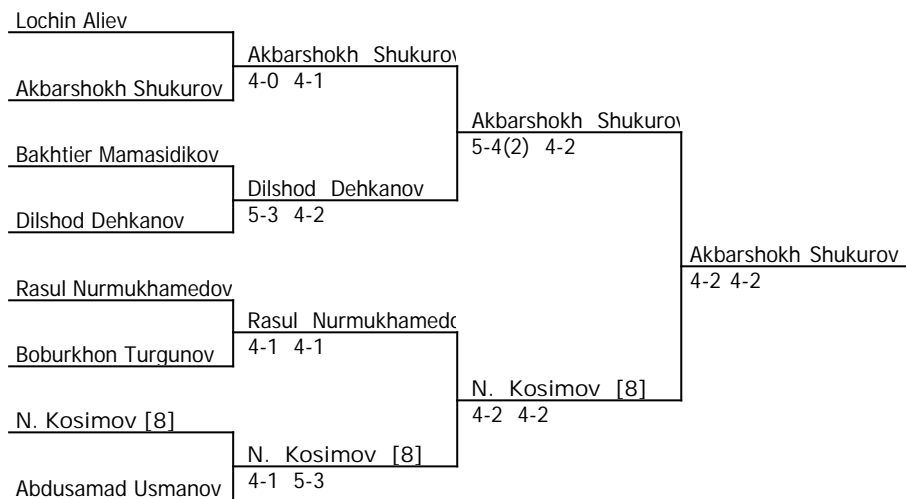 Lochin Aliev
Akbarshokh Shukurov
4-0 4-1
Akbarshokh Shukurov
Akbarshokh Shukurov
5-4(2) 4-2
Bakhtier Mamasidikov
Dilshod Dehkanov
5-3 4-2
Dilshod Dehkanov
Akbarshokh Shukurov
4-2 4-2
Rasul Nurmukhamedov
Rasul Nurmukhamedo
4-1 4-1
Boburkhon Turgunov
N. Kosimov [8]
4-2 4-2
N. Kosimov [8]
N. Kosimov [8]
4-1 5-3
Abdusamad Usmanov